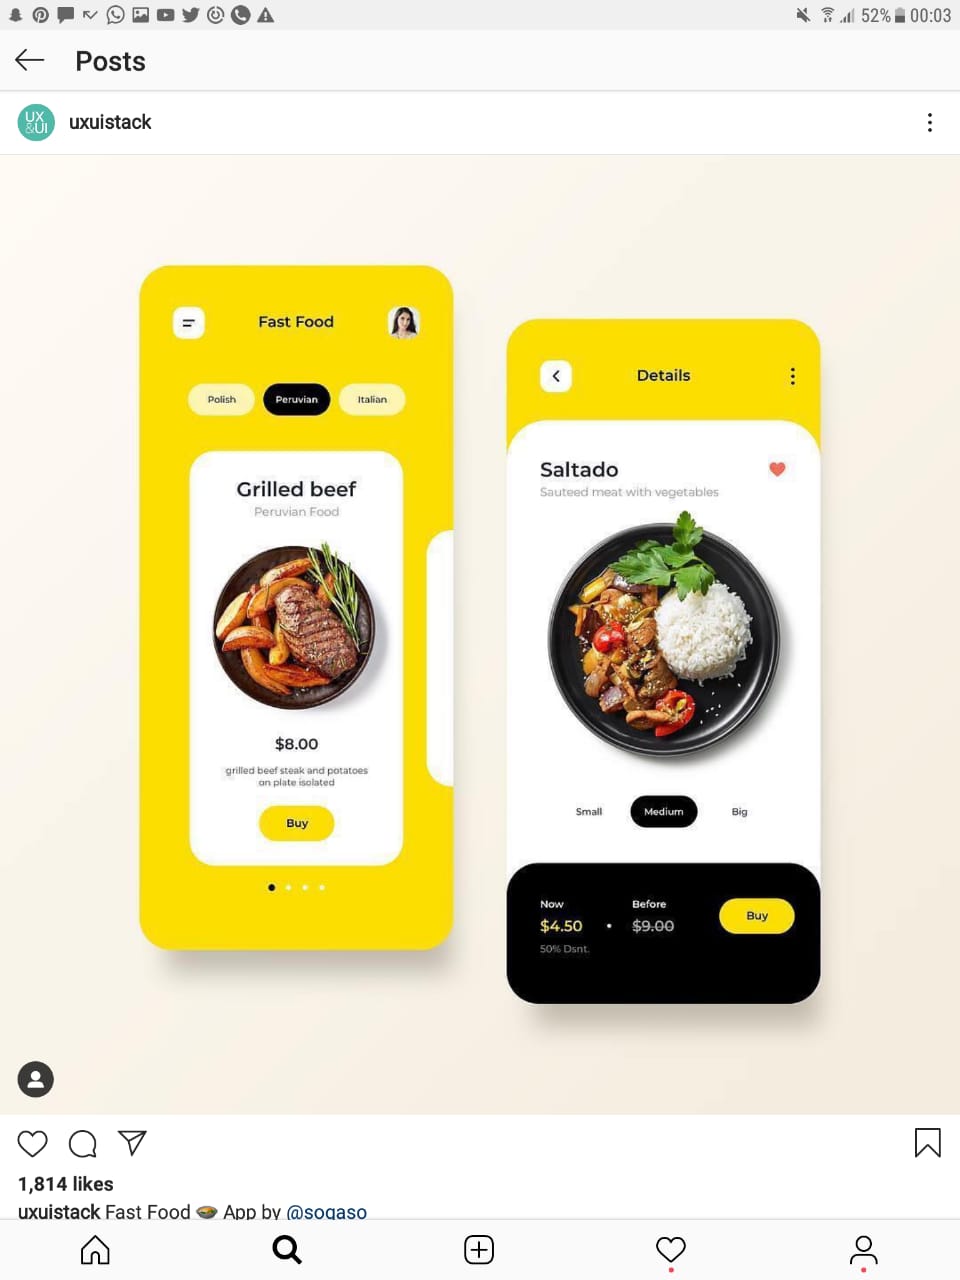 52% 00:03
Posts
UX
&UI
uxuistack
Fast Food
Polish
Peruvian
Italian
Grilled beef
Peruvian Food
$8.00
grilled beef steak and potatoes
on plate isolated
Buy
Details
Saltado
Sauteed meat with vegetables
Small
Medium
Big
Now
Before
$4.50
$9.00
50% Dsnt.
Buy
1,814 likes
uxuistack Fast Food 🍲 App by @sogaso